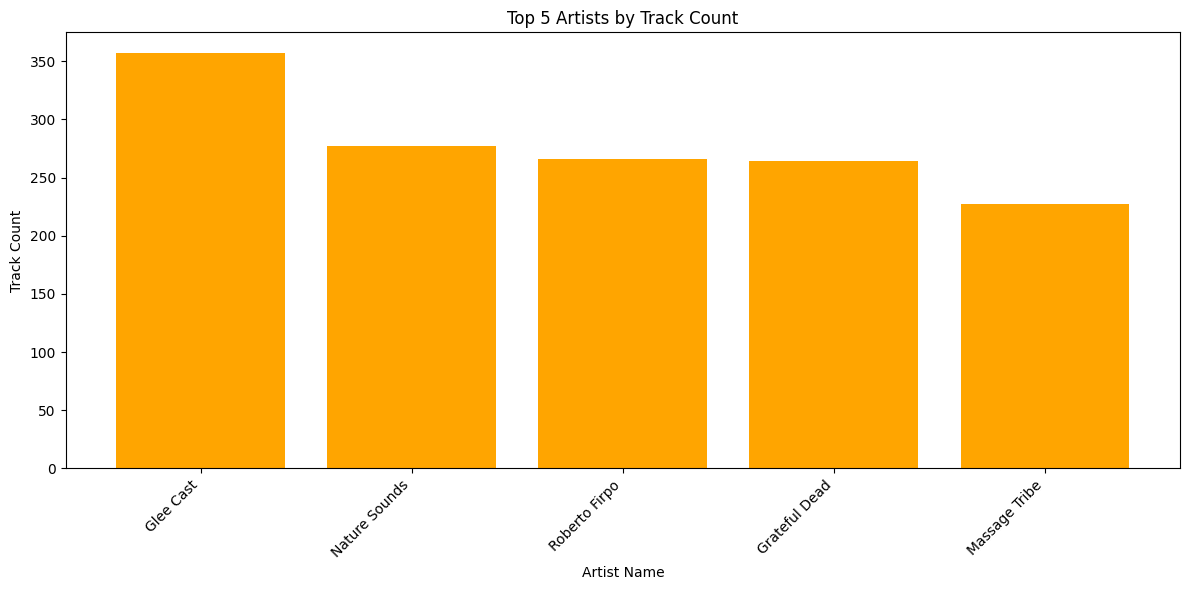 Top 5 Artists by Track Count
Track Count
350
300
250
200
150
100
50
0
Glee Cast
Nature Sounds
Roberto Firpo
Grateful Dead
Massage Tribe
Artist Name